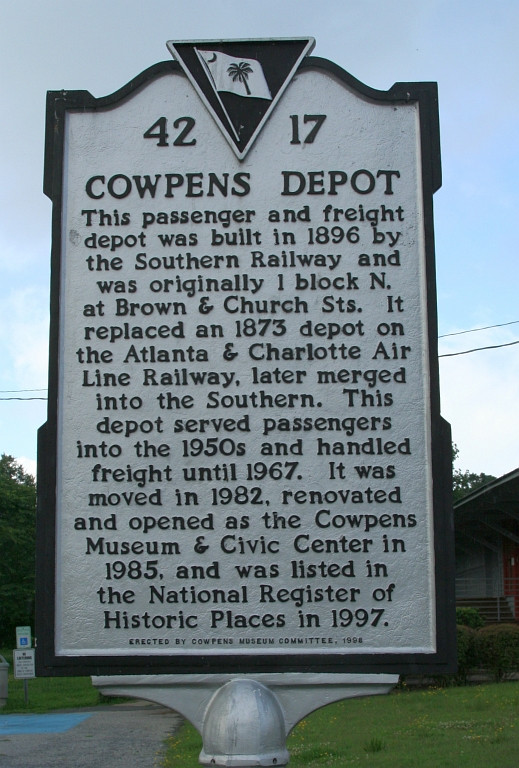 42 17
COWPENS DEPOT
This passenger and freight
depot was built in 1896 by
the Southern Railway and
was originally 1 block N.
at Brown & Church Sts. It
replaced an 1873 depot on
the Atlanta & Charlotte Air
Line Railway, later merged
into the Southern. This
depot served passengers
into the 1950s and handled
freight until 1967. It was
moved in 1982, renovated
and opened as the Cowpens
Museum & Civic Center in
1985, and was listed in
the National Register of
Historic Places in 1997.
ERECTED BY COWPENS MUSEUM COMMITTEE, 1998